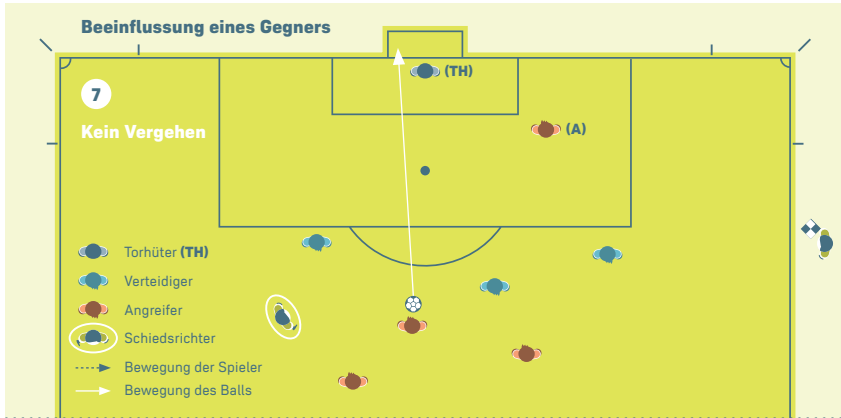 Beeinflussung eines Gegners
7
(TH)
(A)
Kein Vergehen
Torhüter (TH)
Verteidiger
Angreifer
Schiedsrichter
Bewegung der Spieler
Bewegung des Balls